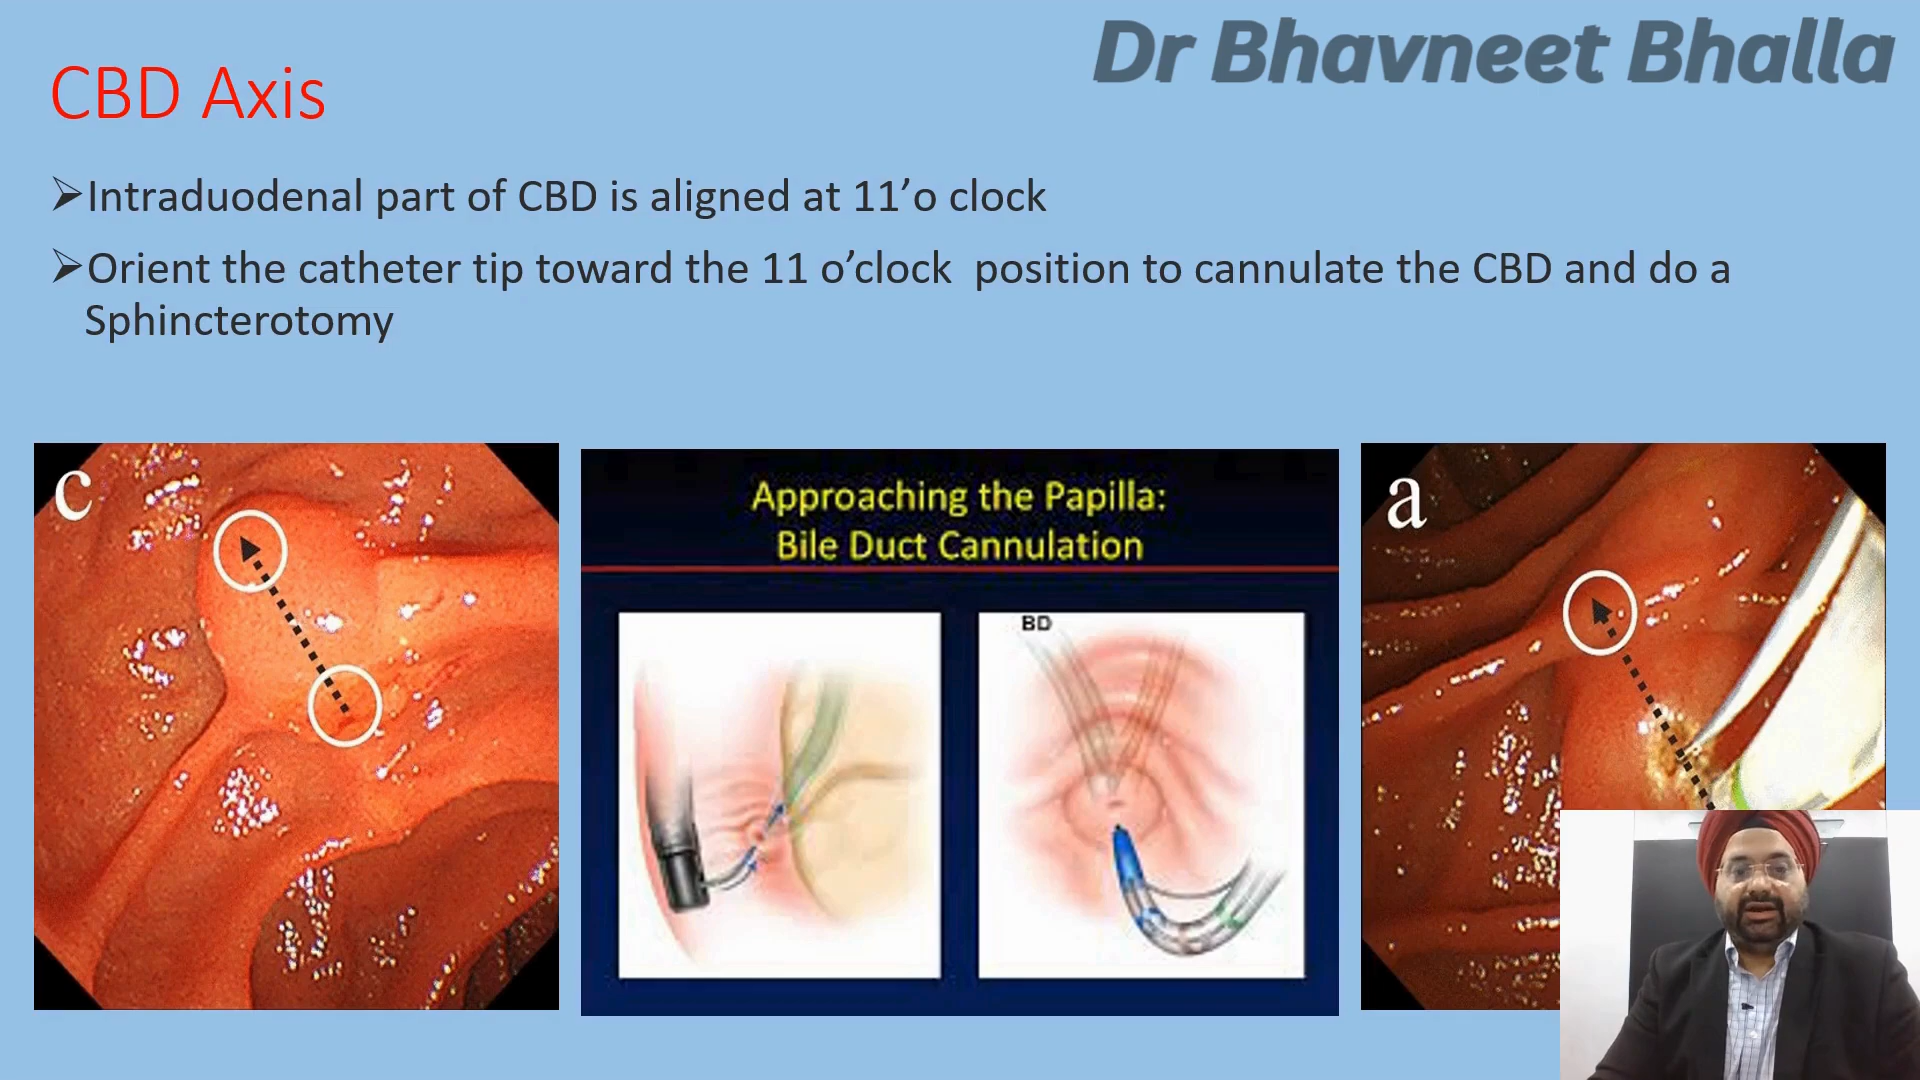 Dr Bhavneet Bhalla
CBD Axis
➢Intraduodenal part of CBD is aligned at 11’o clock
➢Orient the catheter tip toward the 11 o’clock position to cannulate the CBD and do a
Sphincterotomy
c
Approaching the Papilla:
Bile Duct Cannulation
BD
a